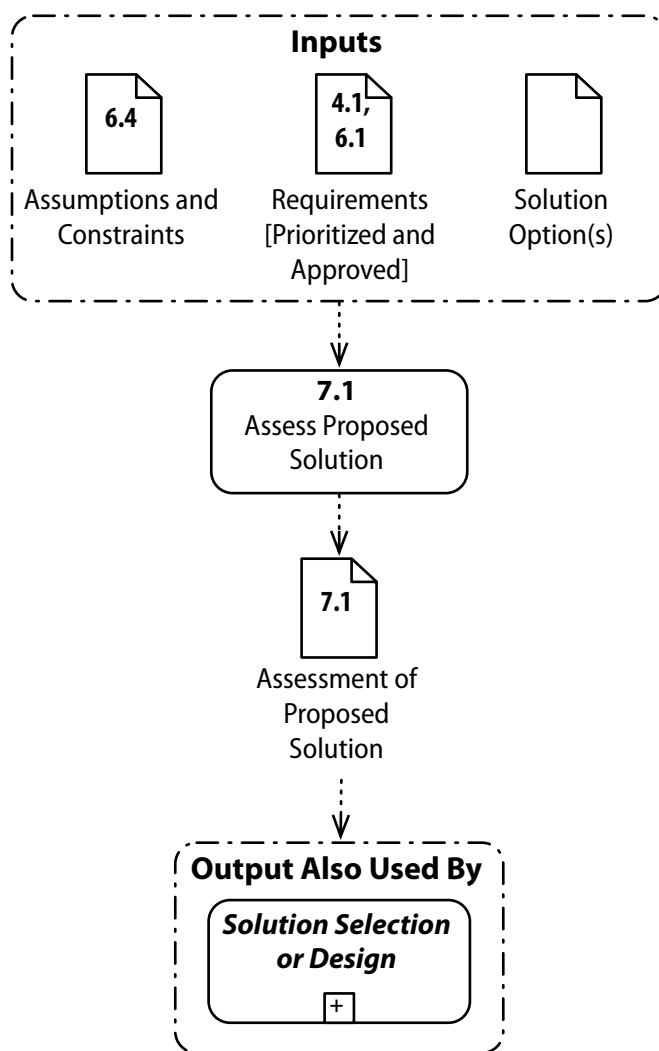 Inputs
6.4
Assumptions and
Constraints
4.1,
6.1
Requirements
[Prioritized and
Approved]
Solution
Option(s)
7.1
Assess Proposed
Solution
7.1
Assessment of
Proposed
Solution
Output Also Used By
Solution Selection
or Design
+